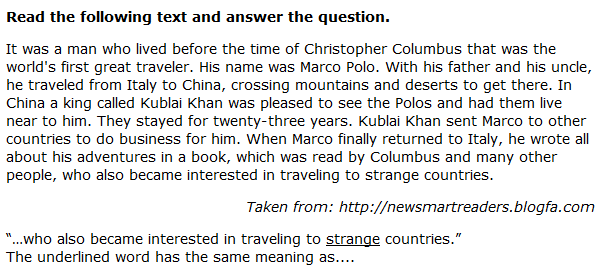 Read the following text and answer the question.
It was a man who lived before the time of Christopher Columbus that was the
world's first great traveler. His name was Marco Polo. With his father and his uncle,
he traveled from Italy to China, crossing mountains and deserts to get there. In
China a king called Kublai Khan was pleased to see the Polos and had them live
near to him. They stayed for twenty-three years. Kublai Khan sent Marco to other
countries to do business for him. When Marco finally returned to Italy, he wrote all
about his adventures in a book, which was read by Columbus and many other
people, who also became interested in traveling to strange countries.
Taken from: http://newsmartreaders.blogfa.com
“…who also became interested in traveling to strange countries.”
The underlined word has the same meaning as....